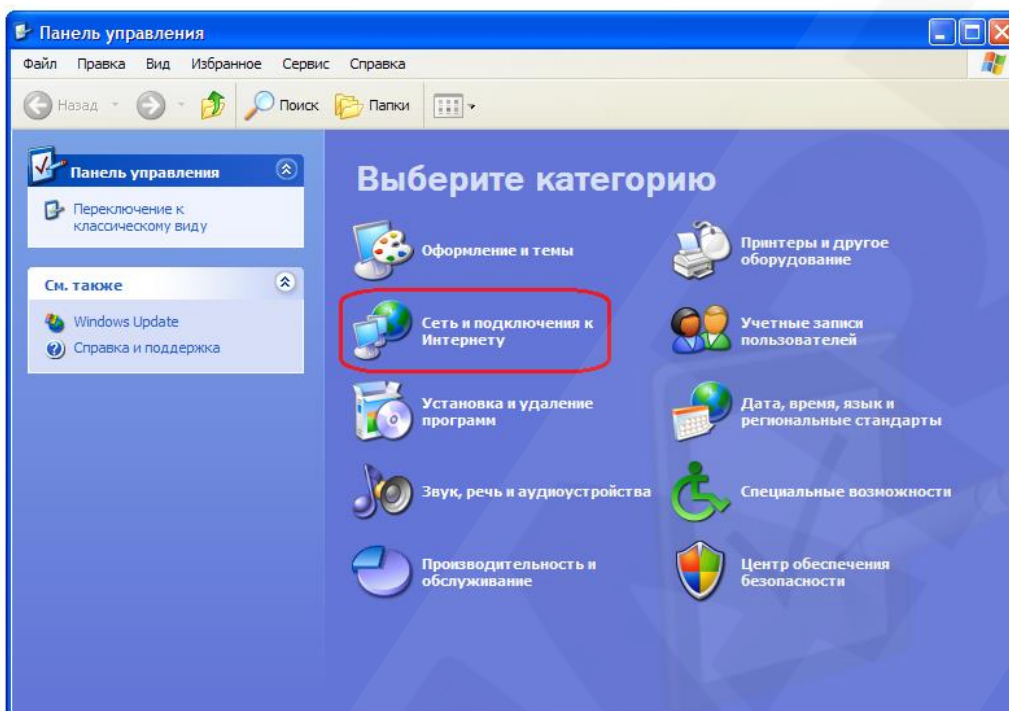 Панель управления
Файл Правка Вид Избранное Сервис Справка
Назад Поиск Папки
Панель управления
Переключение к
классическому виду
См. также
Windows Update
Справка и поддержка
Выберите категорию
Оформление и темы
Принтеры и другое
оборудование
Сеть и подключения к
Интернету
Учетные записи
пользователей
Установка и удаление
программ
Дата, время, язык и
региональные стандарты
Звук, речь и аудиоустройства
Специальные возможности
Производительность и
обслуживание
Центр обеспечения
безопасности